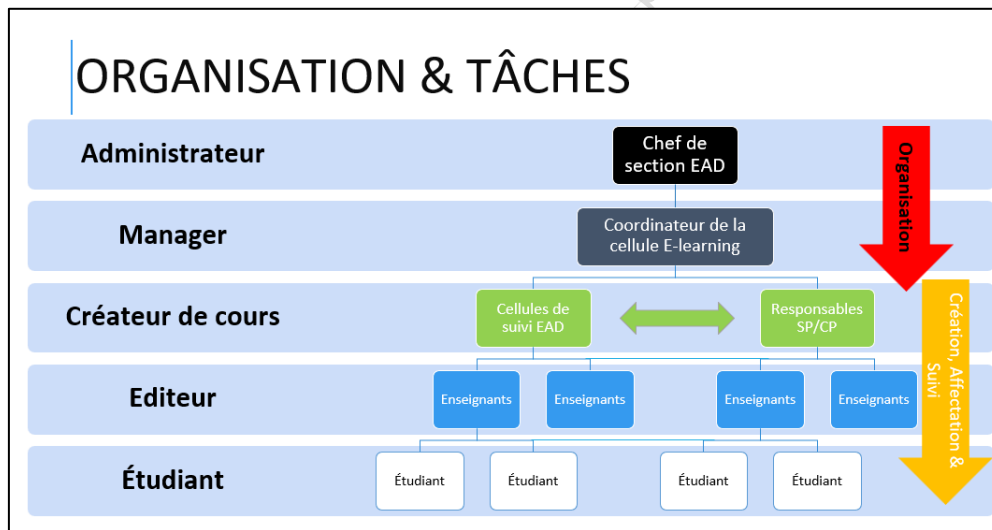 ORGANISATION & TÂCHES
Administrateur
Chef de
section EAD
Organisation
Manager
Coordinateur de la
cellule E-learning
Créateur de cours
Cellules de
suivi EAD
Responsables
SP/CP
Création, Affectation &
Suivi
Editeur
Enseignants
Enseignants
Enseignants
Enseignants
Étudiant
Étudiant
Étudiant
Étudiant
Étudiant